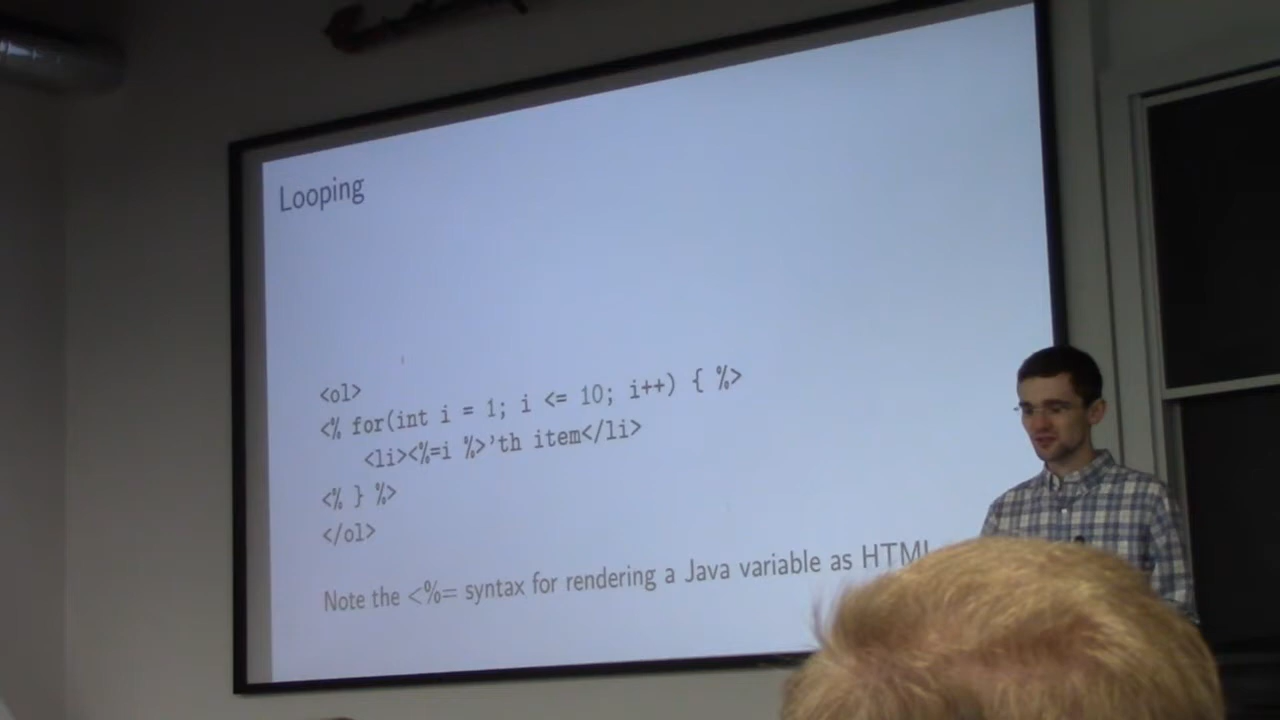 Looping
<ol>
<% for(int i = 1; i <= 10; i++) { %>
<li><%=i %>'th item</li>
<% } %>
</ol>
Note the <%= syntax for rendering a Java variable as HTML